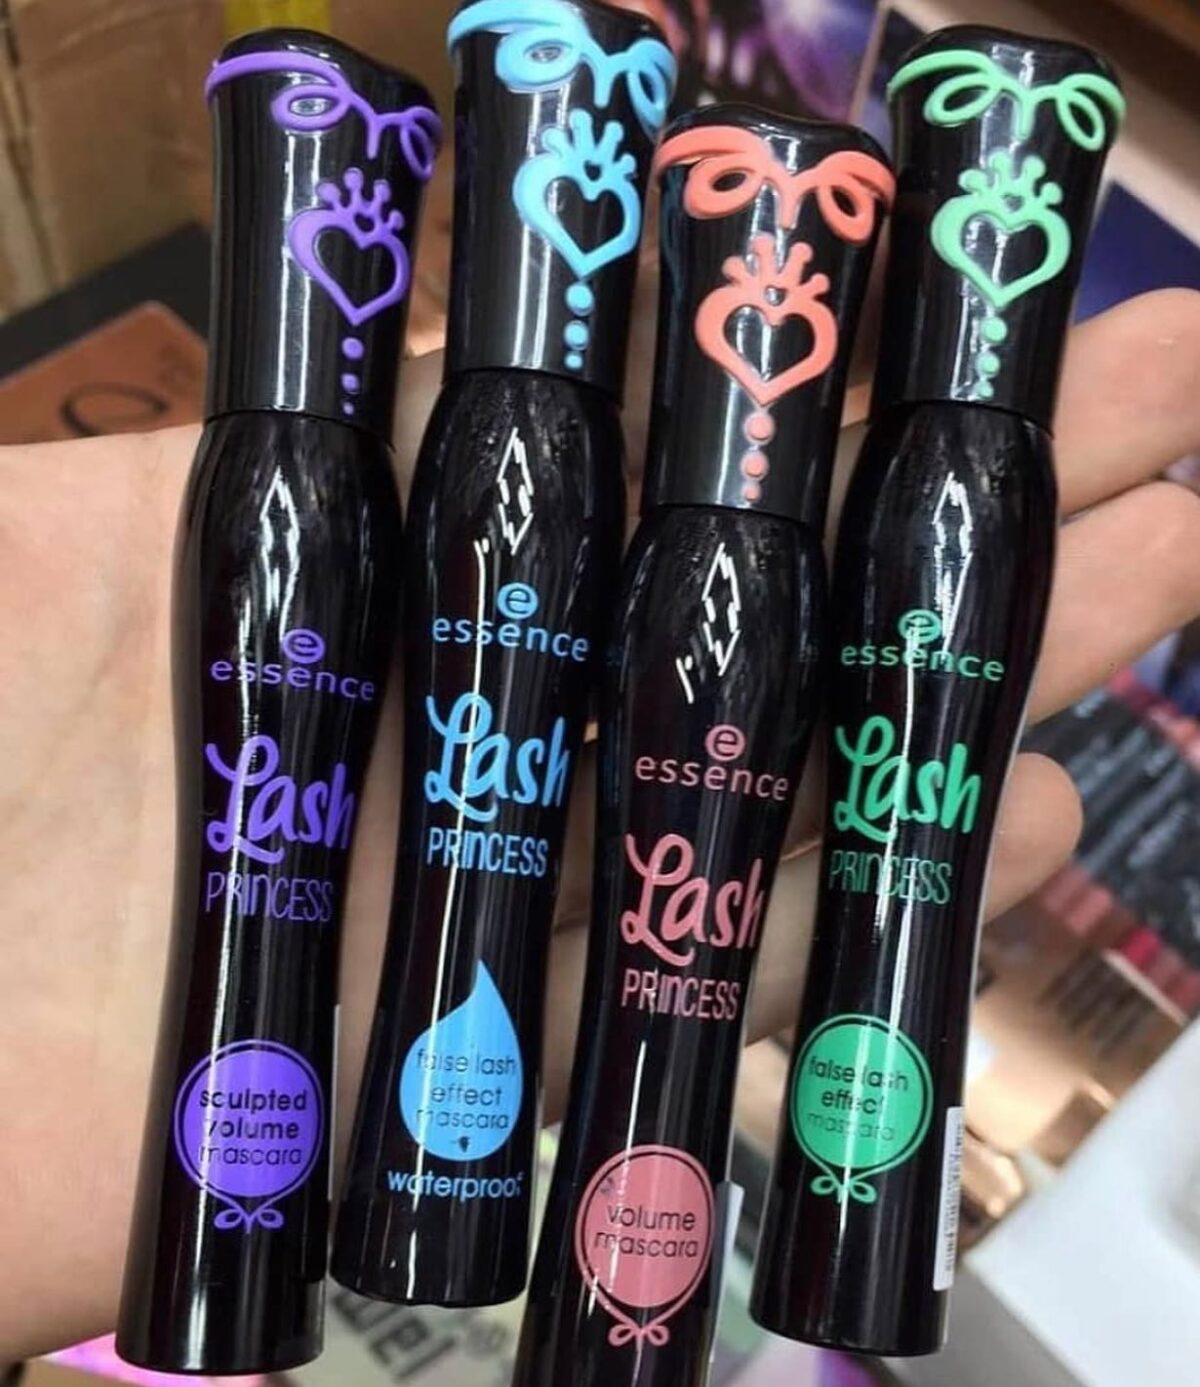 e
essence
Lash
PRINCESS
sculpted
volume
mascara
e
essence
Lash
PRINCESS
false lash
effect
mascara
waterproof
e
essence
Lash
PRINCESS
volume
mascara
e
essence
Lash
PRINCESS
false lash
effect
mascara